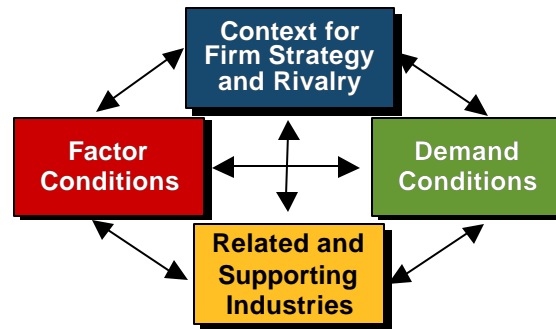 Context for
Firm Strategy
and Rivalry
Factor
Conditions
Demand
Conditions
Related and
Supporting
Industries